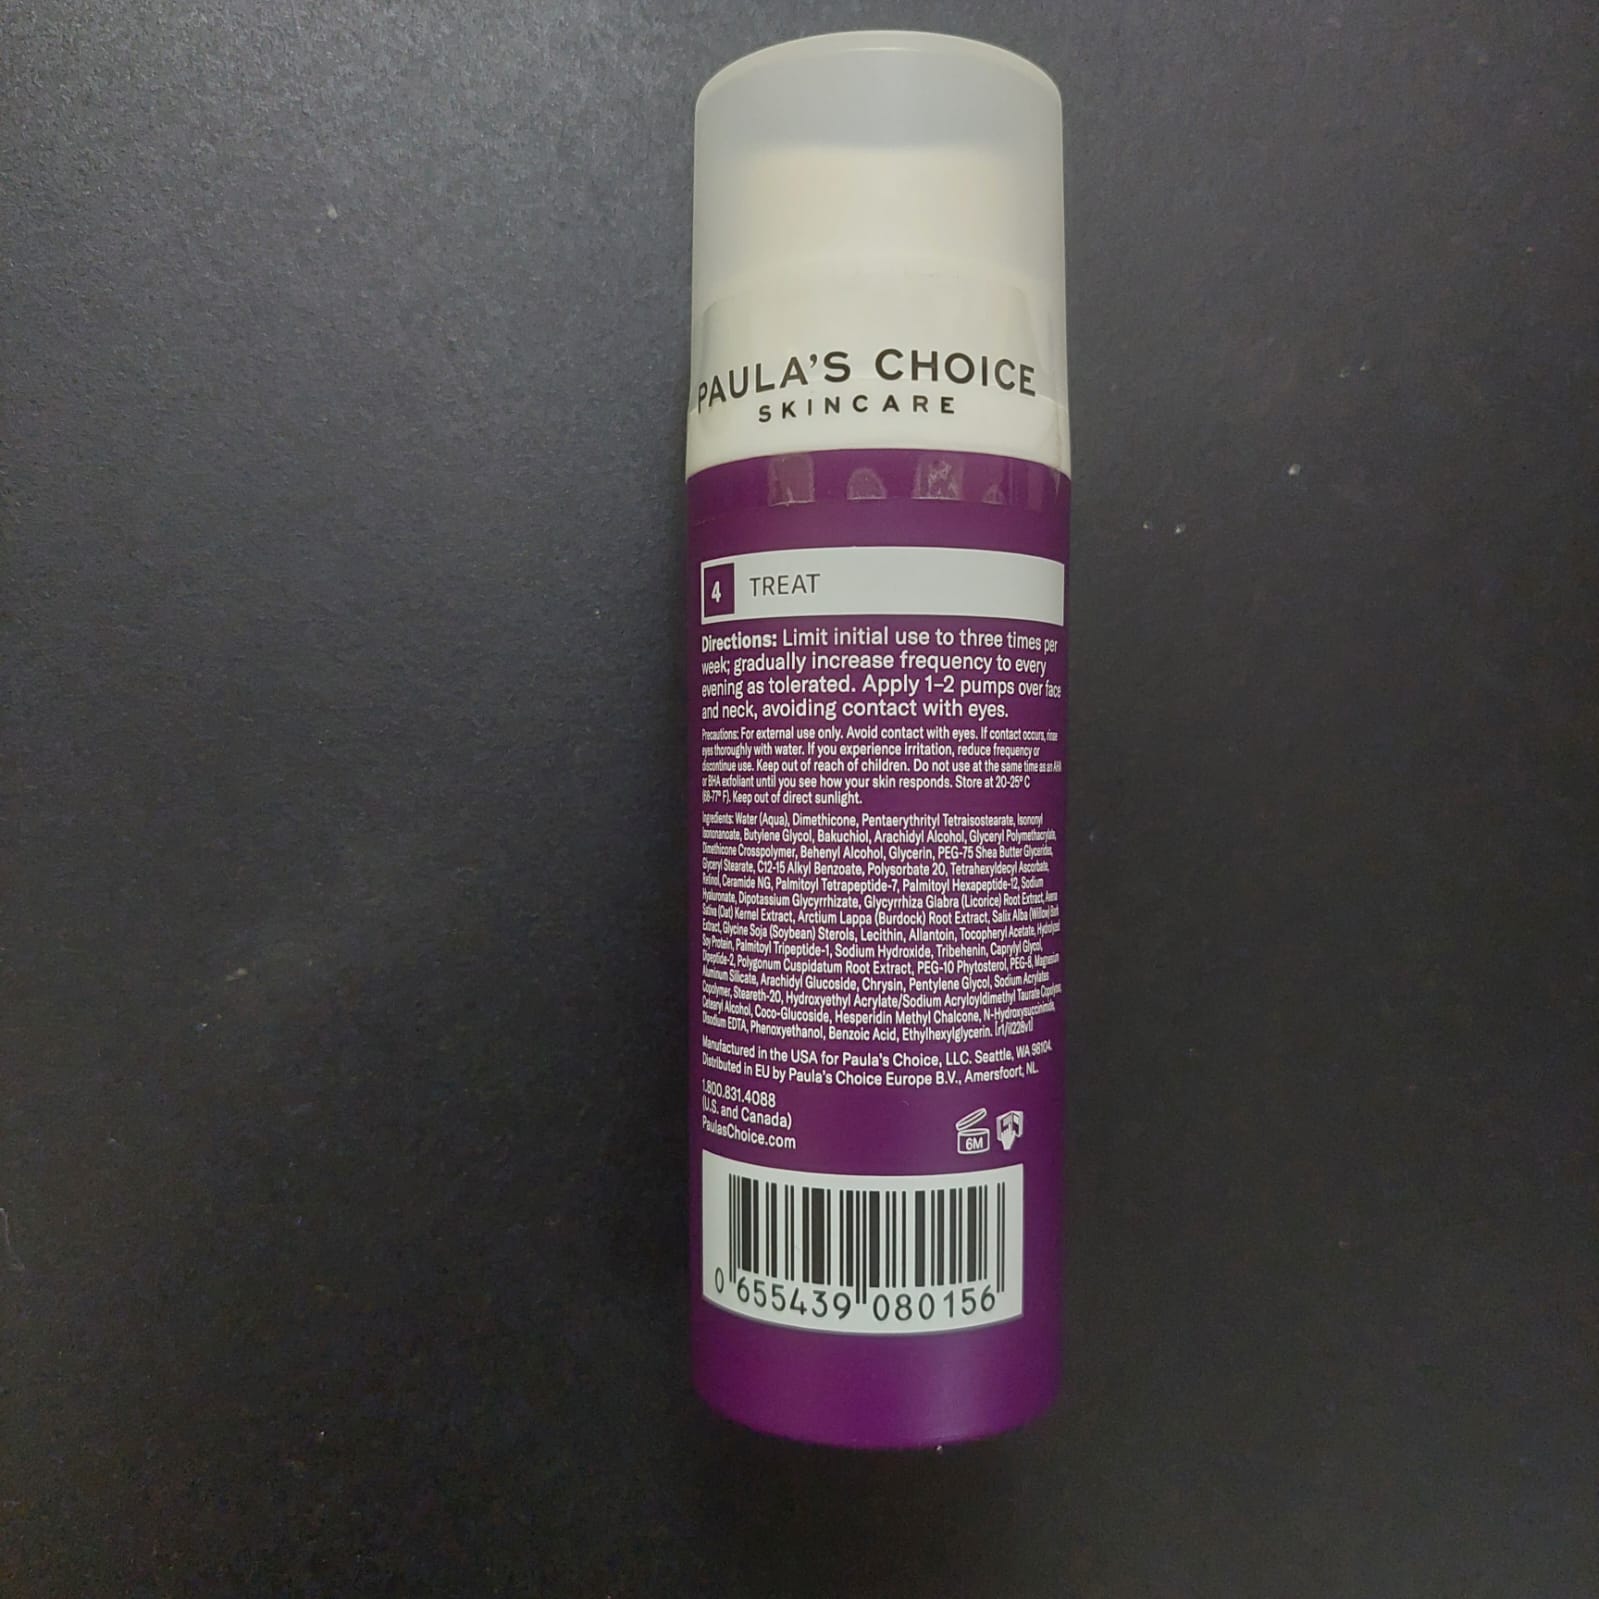 PAULA'S CHOICE
SKINCARE
4 TREAT
Directions: Limit initial use to three times per
week; gradually increase frequency to every
evening as tolerated. Apply 1–2 pumps over face
and neck, avoiding contact with eyes.
Precautions: For external use only. Avoid contact with eyes. If contact occurs, rinse
eyes thoroughly with water. If you experience irritation, reduce frequency or
discontinue use. Keep out of reach of children. Do not use at the same time as an AHA
or BHA exfoliant until you see how your skin responds. Store at 20-25° C
(68-77° F). Keep out of direct sunlight.
Ingredients: Water (Aqua), Dimethicone, Pentaerythrityl Tetraisostearate, Isononyl
Isononanoate, Butylene Glycol, Bakuchiol, Arachidyl Alcohol, Glyceryl Polymethacrylate,
Dimethicone Crosspolymer, Behenyl Alcohol, Glycerin, PEG-75 Shea Butter Glycerides,
Glyceryl Stearate, C12-15 Alkyl Benzoate, Polysorbate 20, Tetrahexyldecyl Ascorbate,
Retinol, Ceramide NG, Palmitoyl Tetrapeptide-7, Palmitoyl Hexapeptide-12, Sodium
Hyaluronate, Dipotassium Glycyrrhizate, Glycyrrhiza Glabra (Licorice) Root Extract, Avena
Sativa (Oat) Kernel Extract, Arctium Lappa (Burdock) Root Extract, Salix Alba (Willow) Bark
Extract, Glycine Soja (Soybean) Sterols, Lecithin, Allantoin, Tocopheryl Acetate, Hydrolyzed
Soy Protein, Palmitoyl Tripeptide-1, Sodium Hydroxide, Tribehenin, Caprylyl Glycol,
Dipeptide-2, Polygonum Cuspidatum Root Extract, PEG-10 Phytosterol, PEG-8, Magnesium
Aluminum Silicate, Arachidyl Glucoside, Chrysin, Pentylene Glycol, Sodium Acrylates
Copolymer, Steareth-20, Hydroxyethyl Acrylate/Sodium Acryloyldimethyl Taurate Copolymer,
Cetearyl Alcohol, Coco-Glucoside, Hesperidin Methyl Chalcone, N-Hydroxysuccinimide,
Disodium EDTA, Phenoxyethanol, Benzoic Acid, Ethylhexylglycerin.
Manufactured in the USA for Paula's Choice, LLC. Seattle, WA 98104.
Distributed in EU by Paula's Choice Europe B.V., Amersfoort, NL.
1.800.831.4088
(U.S. and Canada)
PaulasChoice.com
6M
0 655439 080156